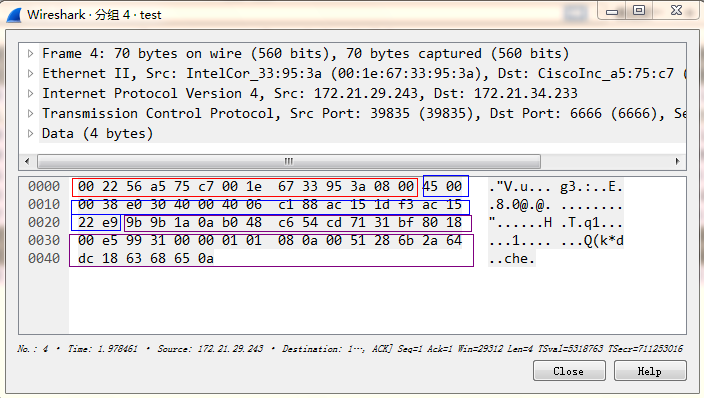 Wireshark · 分组 4 · test
Frame 4: 70 bytes on wire (560 bits), 70 bytes captured (560 bits)
Ethernet II, Src: IntelCor_33:95:3a (00:1e:67:33:95:3a), Dst: CiscoInc_a5:75:c7 (
Internet Protocol Version 4, Src: 172.21.29.243, Dst: 172.21.34.233
Transmission Control Protocol, Src Port: 39835 (39835), Dst Port: 6666 (6666), Se
Data (4 bytes)
0000 00 22 56 a5 75 c7 00 1e 67 33 95 3a 08 00 45 00 ."V.u... g3.:..E.
0010 00 38 e0 30 40 00 40 06 c1 88 ac 15 1d f3 ac 15 .8.0@.@. ........
0020 22 e9 9b 9b 1a 0a b0 48 c6 54 cd 71 31 bf 80 18 "......H .T.q1...
0030 00 e5 99 31 00 00 01 01 08 0a 00 51 28 6b 2a 64 ...1.... ...Q(k*d
0040 dc 18 63 68 65 0a ..che.
No.: 4 · Time: 1.978461 · Source: 172.21.29.243 · Destination: 1…, ACK] Seq=1 Ack=1 Win=29312 Len=4 TSval=5318763 TSecr=711253016
Close Help